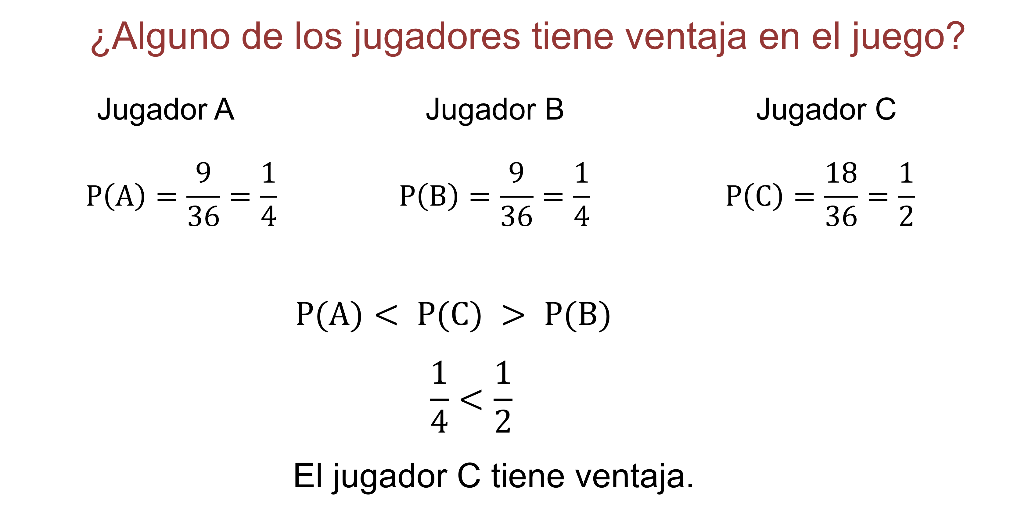 ¿Alguno de los jugadores tiene ventaja en el juego?
Jugador A Jugador B Jugador C
P(A) = 9/36 = 1/4 P(B) = 9/36 = 1/4 P(C) = 18/36 = 1/2
P(A) < P(C) > P(B)
1/4 < 1/2
El jugador C tiene ventaja.